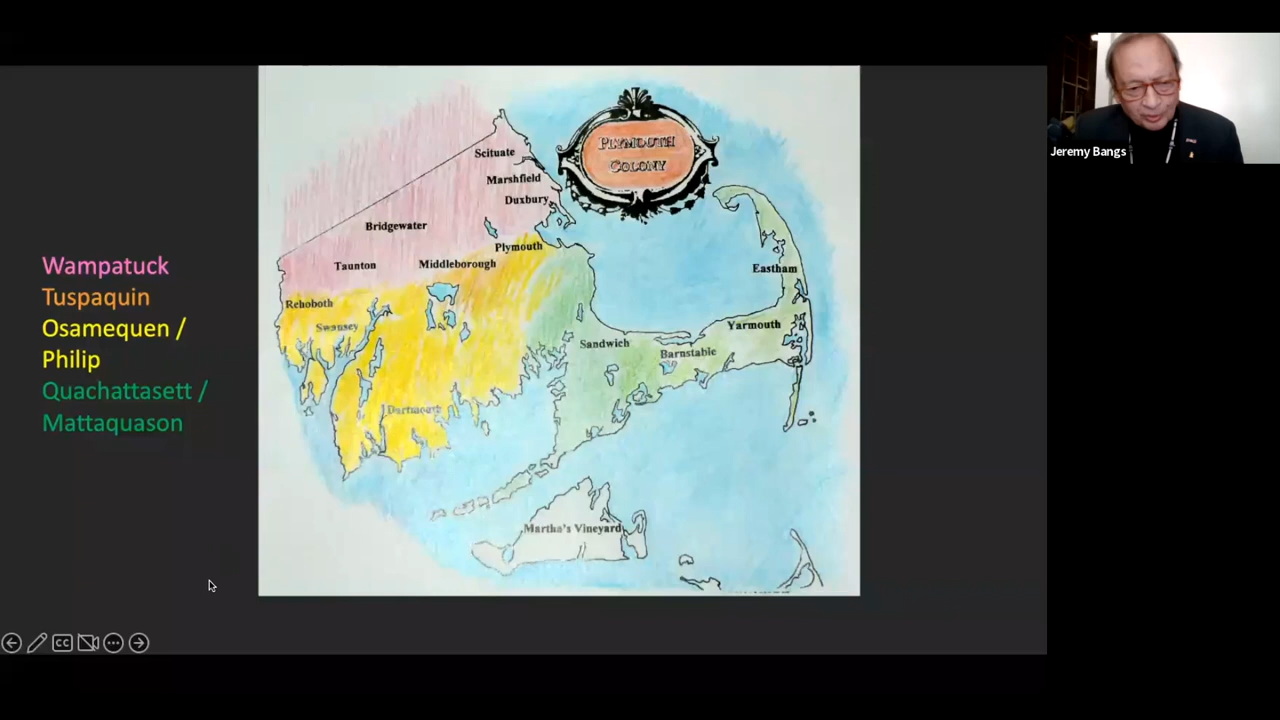 Jeremy Bangs
PLYMOUTH
COLONY
Scituate
Marshfield
Duxbury
Bridgewater
Plymouth
Taunton
Middleborough
Eastham
Rehoboth
Swansey
Yarmouth
Sandwich
Barnstable
Dartmouth
Martha's Vineyard
Wampatuck
Tuspaquin
Osamequen /
Philip
Quachattasett /
Mattaquason
CC